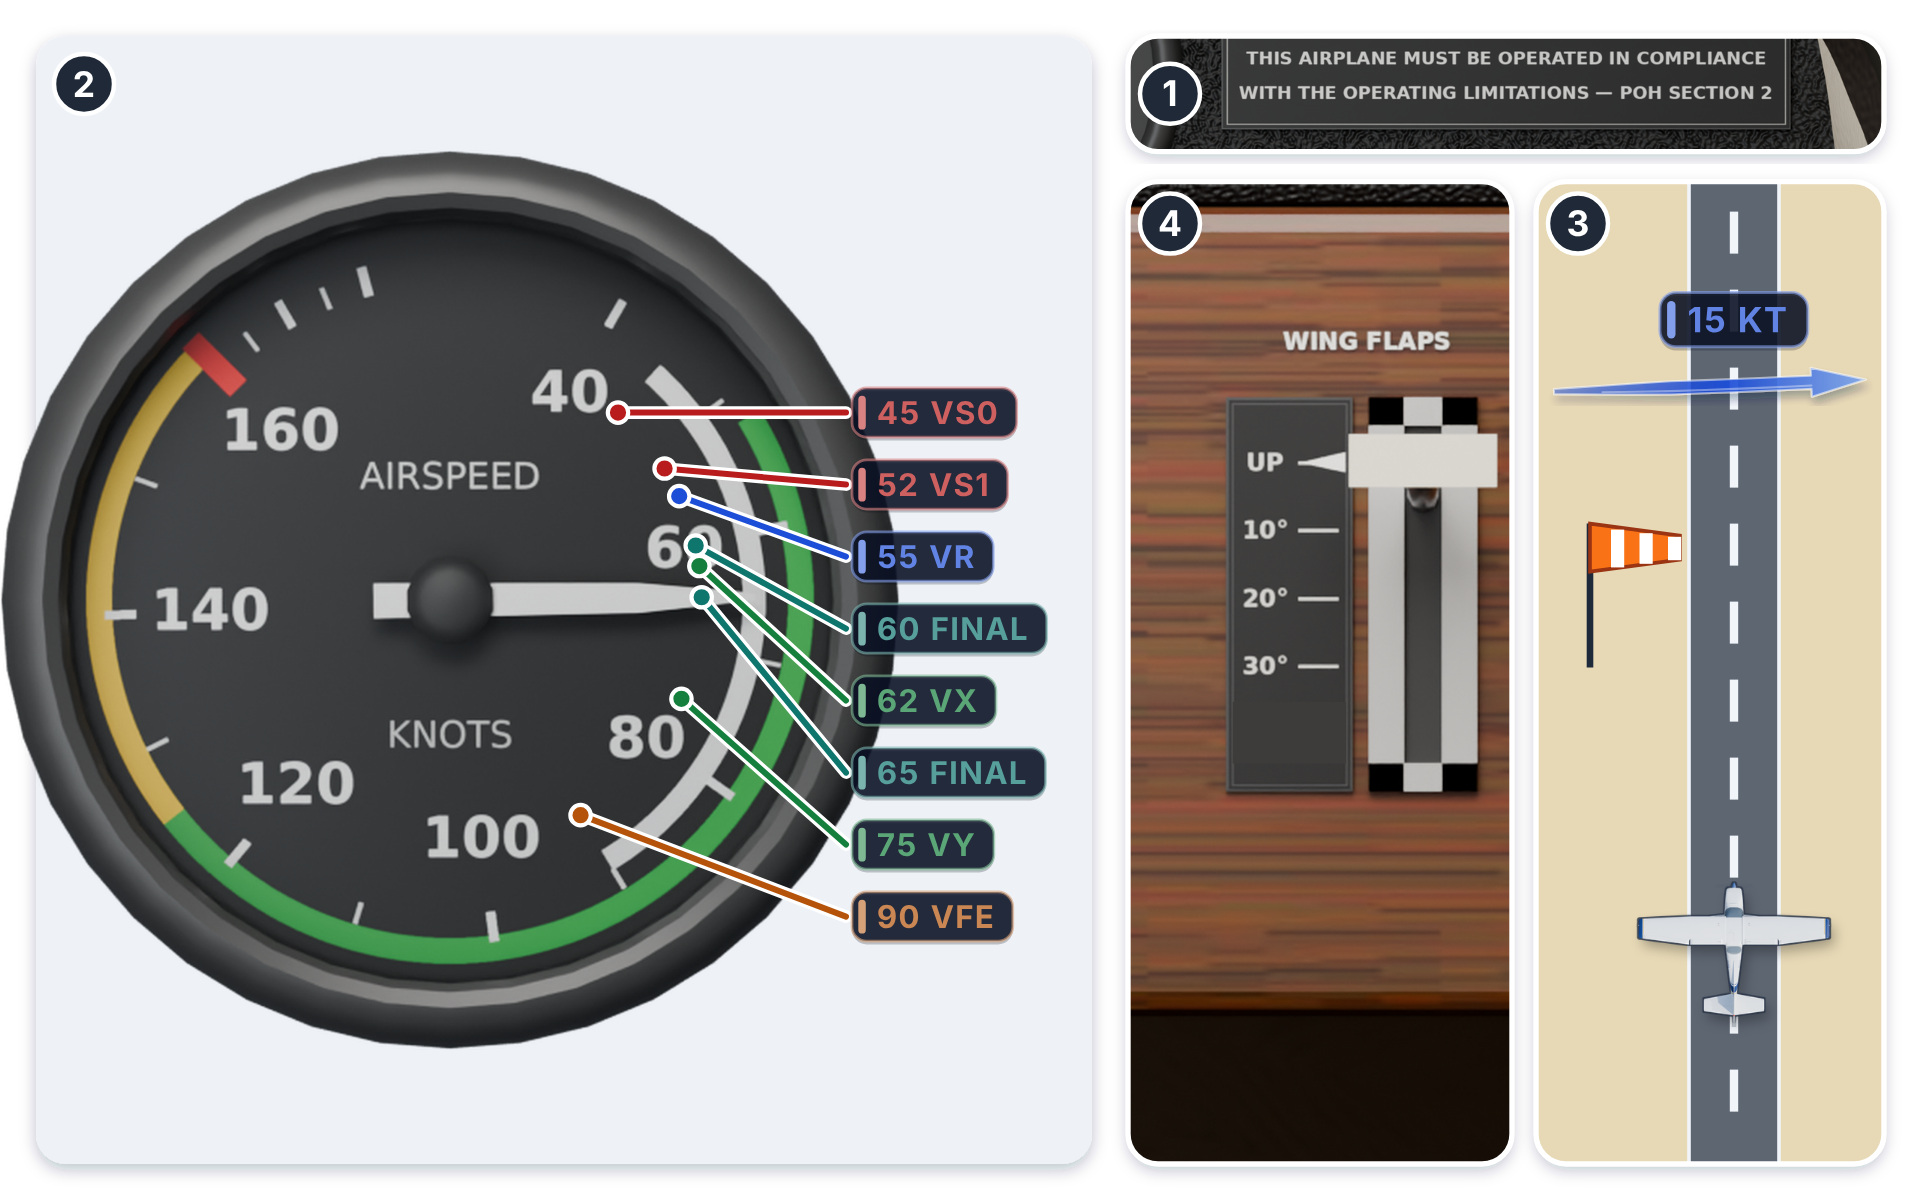 2
160
40
AIRSPEED
60
140
KNOTS
80
120
100
45 VS0
52 VS1
55 VR
60 FINAL
62 VX
65 FINAL
75 VY
90 VFE
1
THIS AIRPLANE MUST BE OPERATED IN COMPLIANCE
WITH THE OPERATING LIMITATIONS — POH SECTION 2
4
WING FLAPS
UP
10°
20°
30°
3
15 KT